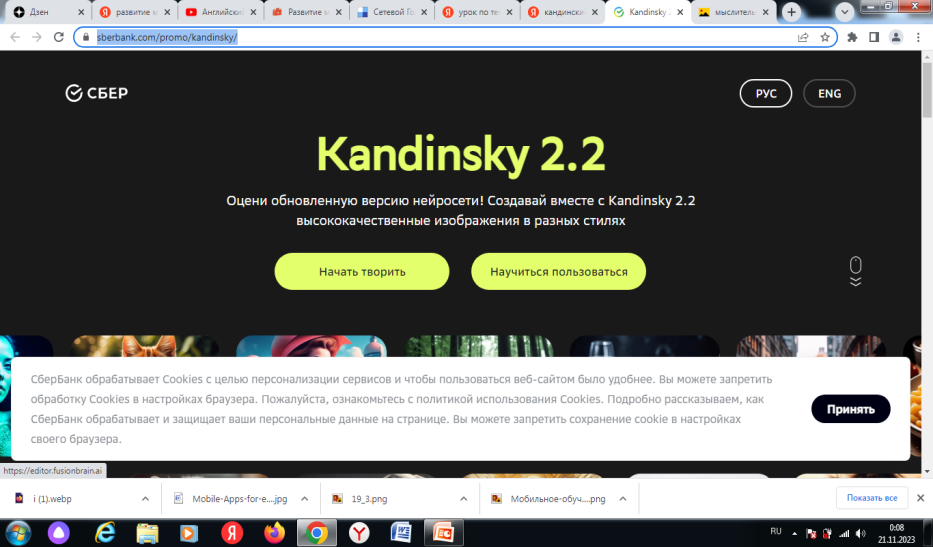 Дзен
развитие м
Английски
Развитие м
Сетевой Го
урок по те
кандински
Kandinsky 2
мыслитель
sberbank.com/promo/kandinsky/
СБЕР
РУС
ENG
Kandinsky 2.2
Оцени обновленную версию нейросети! Создавай вместе с Kandinsky 2.2
высококачественные изображения в разных стилях
Начать творить
Научиться пользоваться
СберБанк обрабатывает Cookies с целью персонализации сервисов и чтобы пользоваться веб-сайтом было удобнее. Вы можете запретить
обработку Cookies в настройках браузера. Пожалуйста, ознакомьтесь с политикой использования Cookies. Подробно рассказываем, как
СберБанк обрабатывает и защищает ваши персональные данные на странице. Вы можете запретить сохранение cookie в настройках
своего браузера.
Принять
https://editor.fusionbrain.ai
i (1).webp
Mobile-Apps-for-e....jpg
19_3.png
Мобильное-обуч....png
Показать все
RU
0:08
21.11.2023